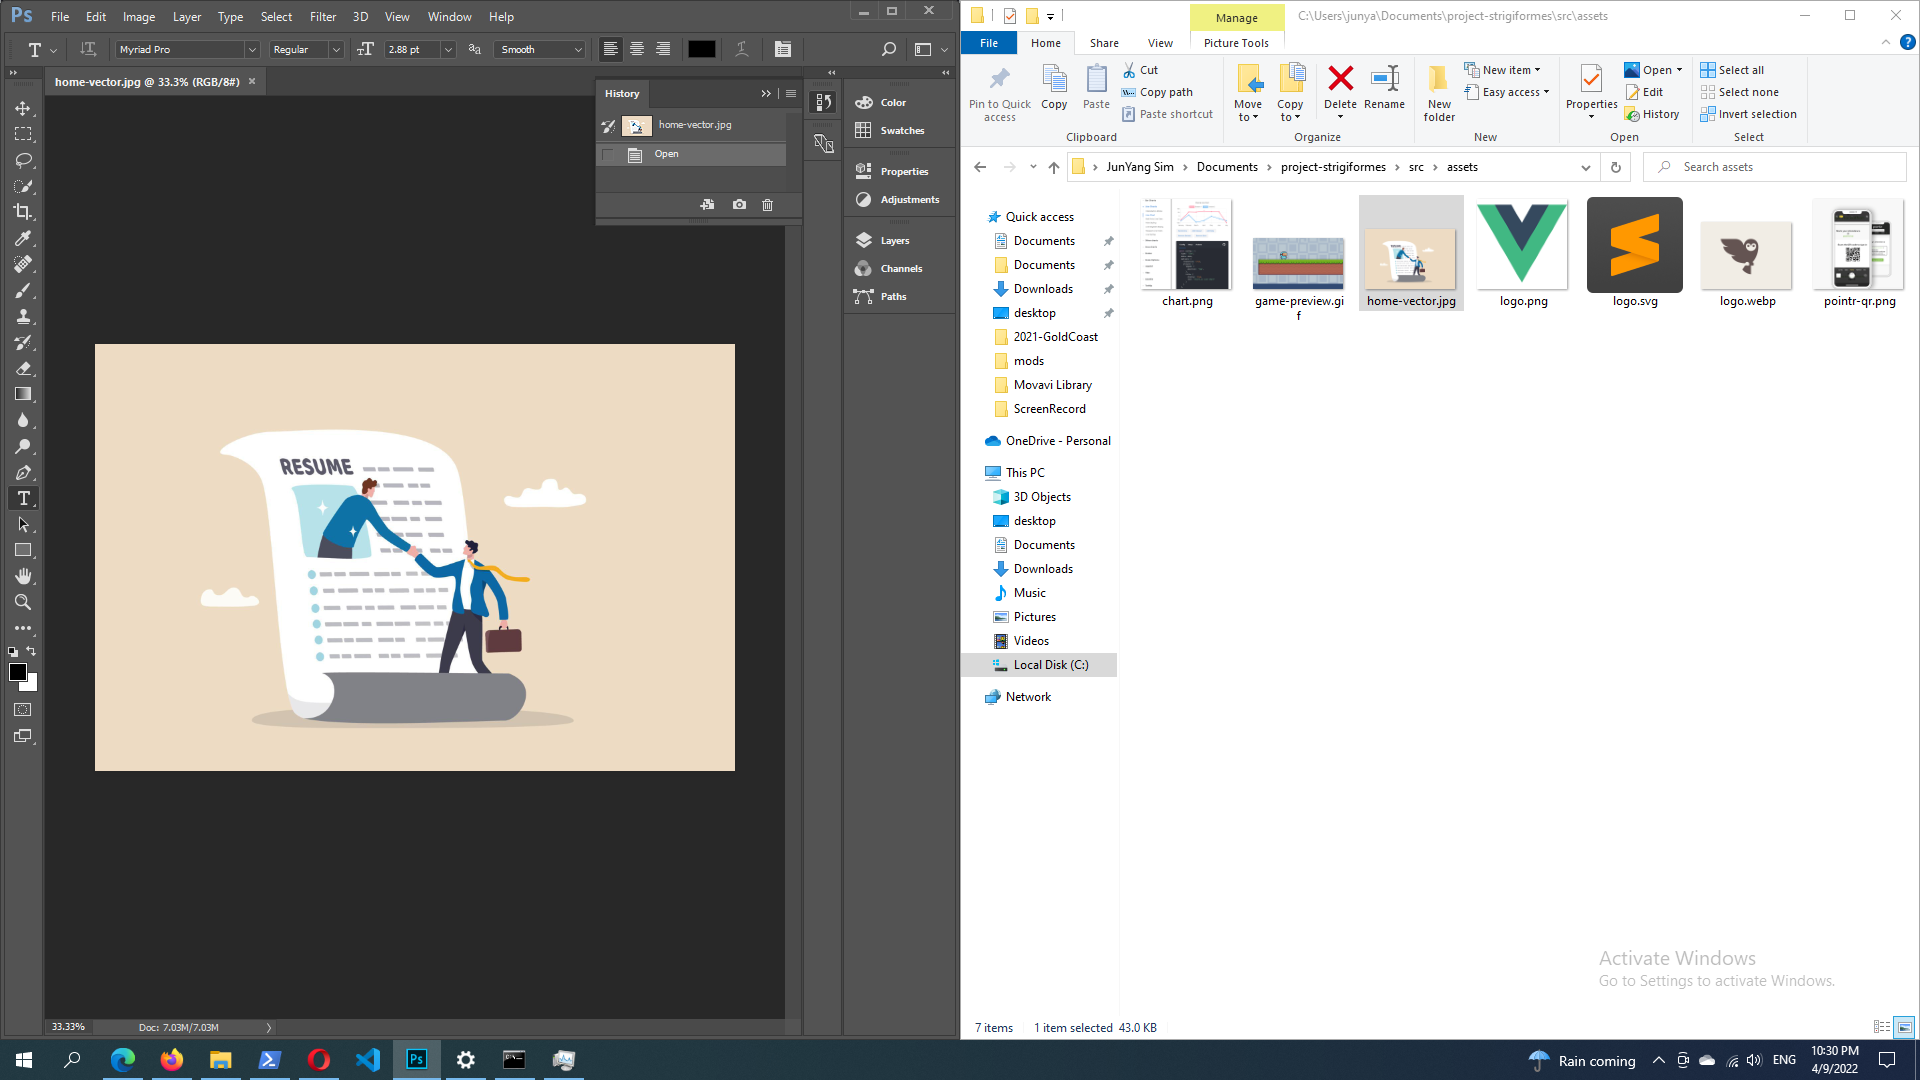 Ps File Edit Image Layer Type Select Filter 3D View Window Help
Myriad Pro Regular 2.88 pt Smooth
home-vector.jpg @ 33.3% (RGB/8#)
History
home-vector.jpg
Open
Color
Swatches
Properties
Adjustments
Layers
Channels
Paths
RESUME
33.33% Doc: 7.03M/7.03M
Manage C:\Users\junya\Documents\project-strigiformes\src\assets
File Home Share View Picture Tools
Pin to Quick access
Copy
Paste
Cut
Copy path
Paste shortcut
Clipboard
Move to
Copy to
Delete
Rename
Organize
New folder
New item
Easy access
New
Properties
Open
Edit
History
Open
Select all
Select none
Invert selection
Select
JunYang Sim Documents project-strigiformes src assets
Search assets
Quick access
Documents
Documents
Downloads
desktop
2021-GoldCoast
mods
Movavi Library
ScreenRecord
OneDrive - Personal
This PC
3D Objects
desktop
Documents
Downloads
Music
Pictures
Videos
Local Disk (C:)
Network
chart.png
game-preview.gif
home-vector.jpg
logo.png
logo.svg
logo.webp
pointr-qr.png
Activate Windows
Go to Settings to activate Windows.
7 items 1 item selected 43.0 KB
Ps
Rain coming
ENG
10:30 PM
4/9/2022